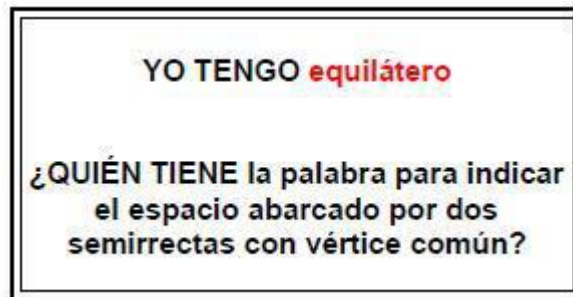 YO TENGO equilátero
¿QUIÉN TIENE la palabra para indicar
el espacio abarcado por dos
semirrectas con vértice común?